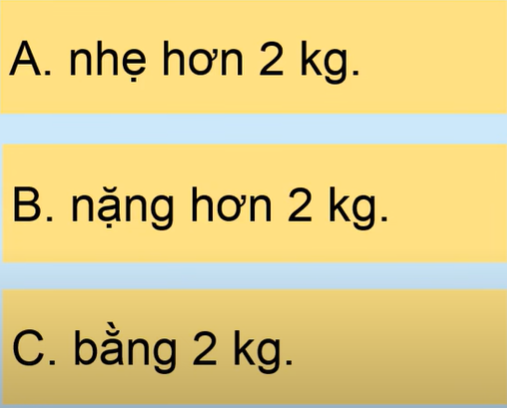 A. nhẹ hơn 2 kg.
B. nặng hơn 2 kg.
C. bằng 2 kg.